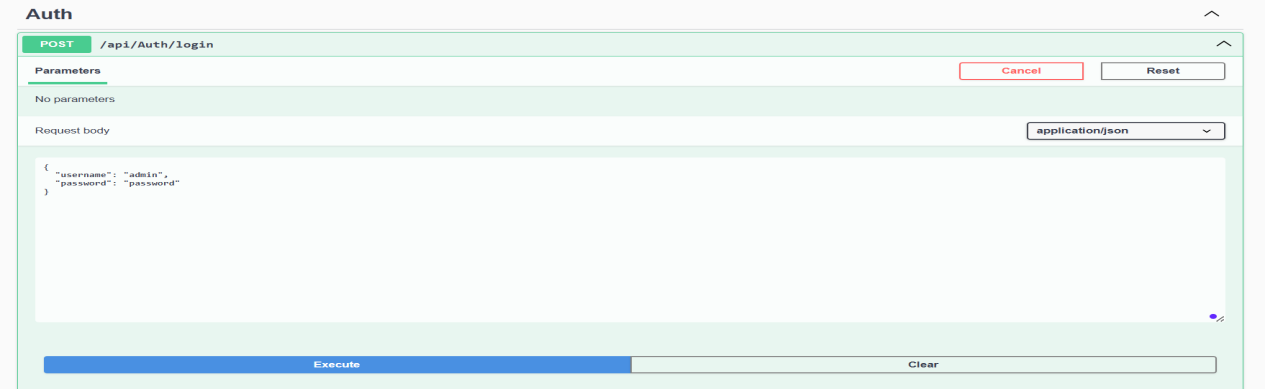 Auth
POST /api/Auth/login
Parameters Cancel Reset
No parameters
Request body application/json
{
"username": "admin",
"password": "password"
}
Execute Clear